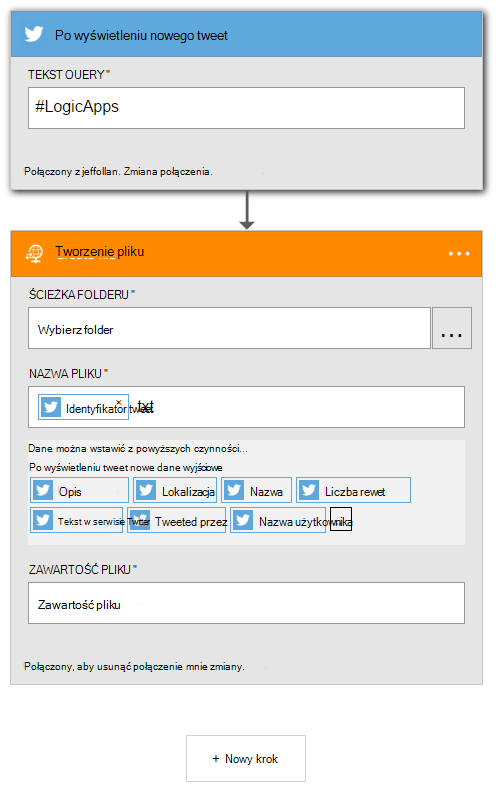 Po wyświetleniu nowego tweet
TEKST QUERY*
#LogicApps
Połączony z jeffollan. Zmiana połączenia.
Tworzenie pliku
ŚCIEŻKA FOLDERU*
Wybierz folder
...
NAZWA PLIKU*
Identyfikator tweet × .txt
Dane można wstawić z powyższych czynności...
Po wyświetleniu tweet nowe dane wyjściowe
Opis Lokalizacja Nazwa Liczba rewet
Tekst w serwisie Twitter Tweeted przez Nazwa użytkownika
ZAWARTOŚĆ PLIKU*
Zawartość pliku
Połączony, aby usunąć połączenie mnie zmiany.
+ Nowy krok